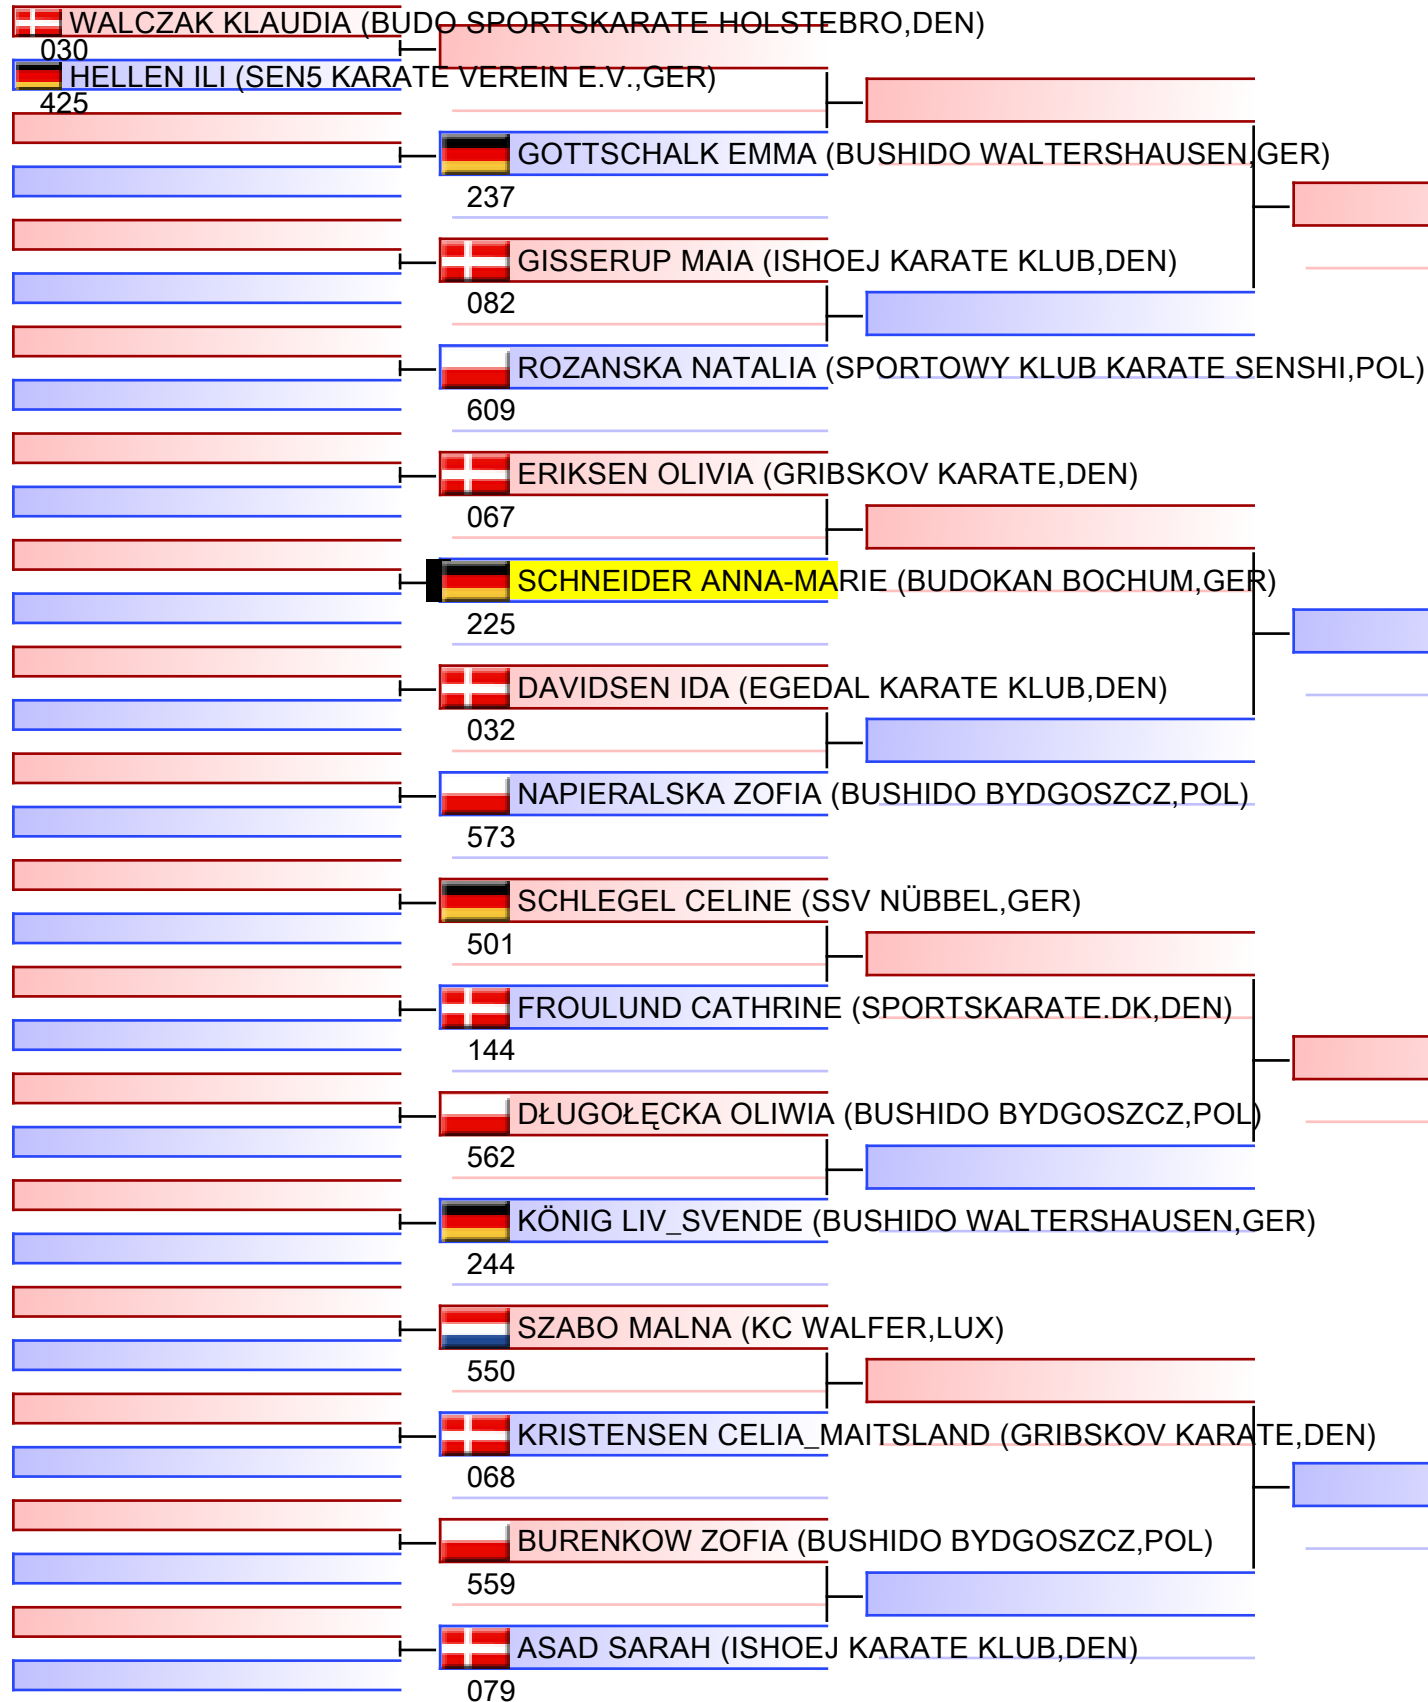 WALCZAK KLAUDIA (BUDO SPORTSKARATE HOLSTEBRO,DEN)
030
HELLEN ILI (SEN5 KARATE VEREIN E.V.,GER)
425
GOTTSCHALK EMMA (BUSHIDO WALTERSHAUSEN,GER)
237
GISSERUP MAIA (ISHOEJ KARATE KLUB,DEN)
082
ROZANSKA NATALIA (SPORTOWY KLUB KARATE SENSHI,POL)
609
ERIKSEN OLIVIA (GRIBSKOV KARATE,DEN)
067
SCHNEIDER ANNA-MARIE (BUDOKAN BOCHUM,GER)
225
DAVIDSEN IDA (EGEDAL KARATE KLUB,DEN)
032
NAPIERALSKA ZOFIA (BUSHIDO BYDGOSZCZ,POL)
573
SCHLEGEL CELINE (SSV NÜBBEL,GER)
501
FROULUND CATHRINE (SPORTSKARATE.DK,DEN)
144
DŁUGOŁĘCKA OLIWIA (BUSHIDO BYDGOSZCZ,POL)
562
KÖNIG LIV_SVENDE (BUSHIDO WALTERSHAUSEN,GER)
244
SZABO MALNA (KC WALFER,LUX)
550
KRISTENSEN CELIA_MAITSLAND (GRIBSKOV KARATE,DEN)
068
BURENKOW ZOFIA (BUSHIDO BYDGOSZCZ,POL)
559
ASAD SARAH (ISHOEJ KARATE KLUB,DEN)
079